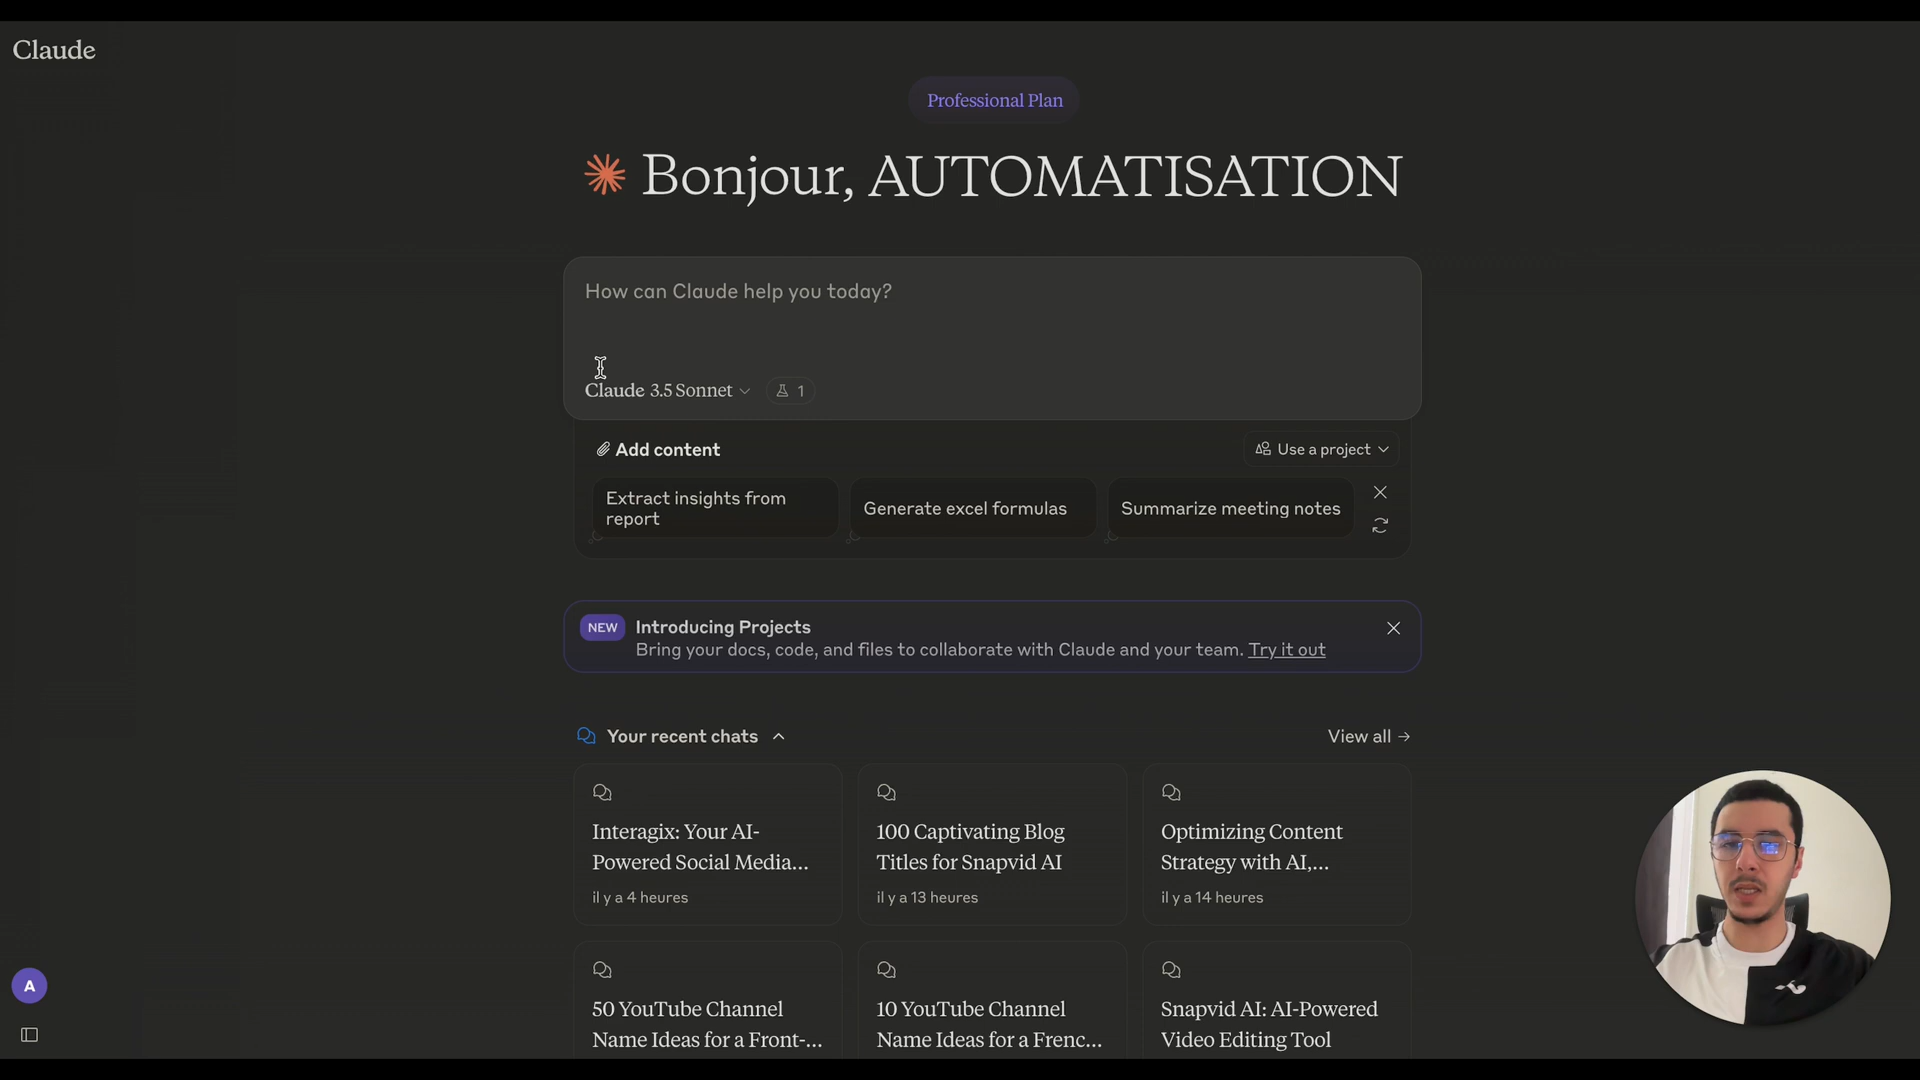 Claude
Professional Plan
Bonjour, AUTOMATISATION
How can Claude help you today?
Claude 3.5 Sonnet
1
Add content
Use a project
Extract insights from
report
Generate excel formulas
Summarize meeting notes
NEW
Introducing Projects
Bring your docs, code, and files to collaborate with Claude and your team. Try it out
Your recent chats
View all →
Interagix: Your AI-
Powered Social Media...
il y a 4 heures
100 Captivating Blog
Titles for Snapvid AI
il y a 13 heures
Optimizing Content
Strategy with AI,...
il y a 14 heures
50 YouTube Channel
Name Ideas for a Front-...
10 YouTube Channel
Name Ideas for a Frenc...
Snapvid AI: AI-Powered
Video Editing Tool
A